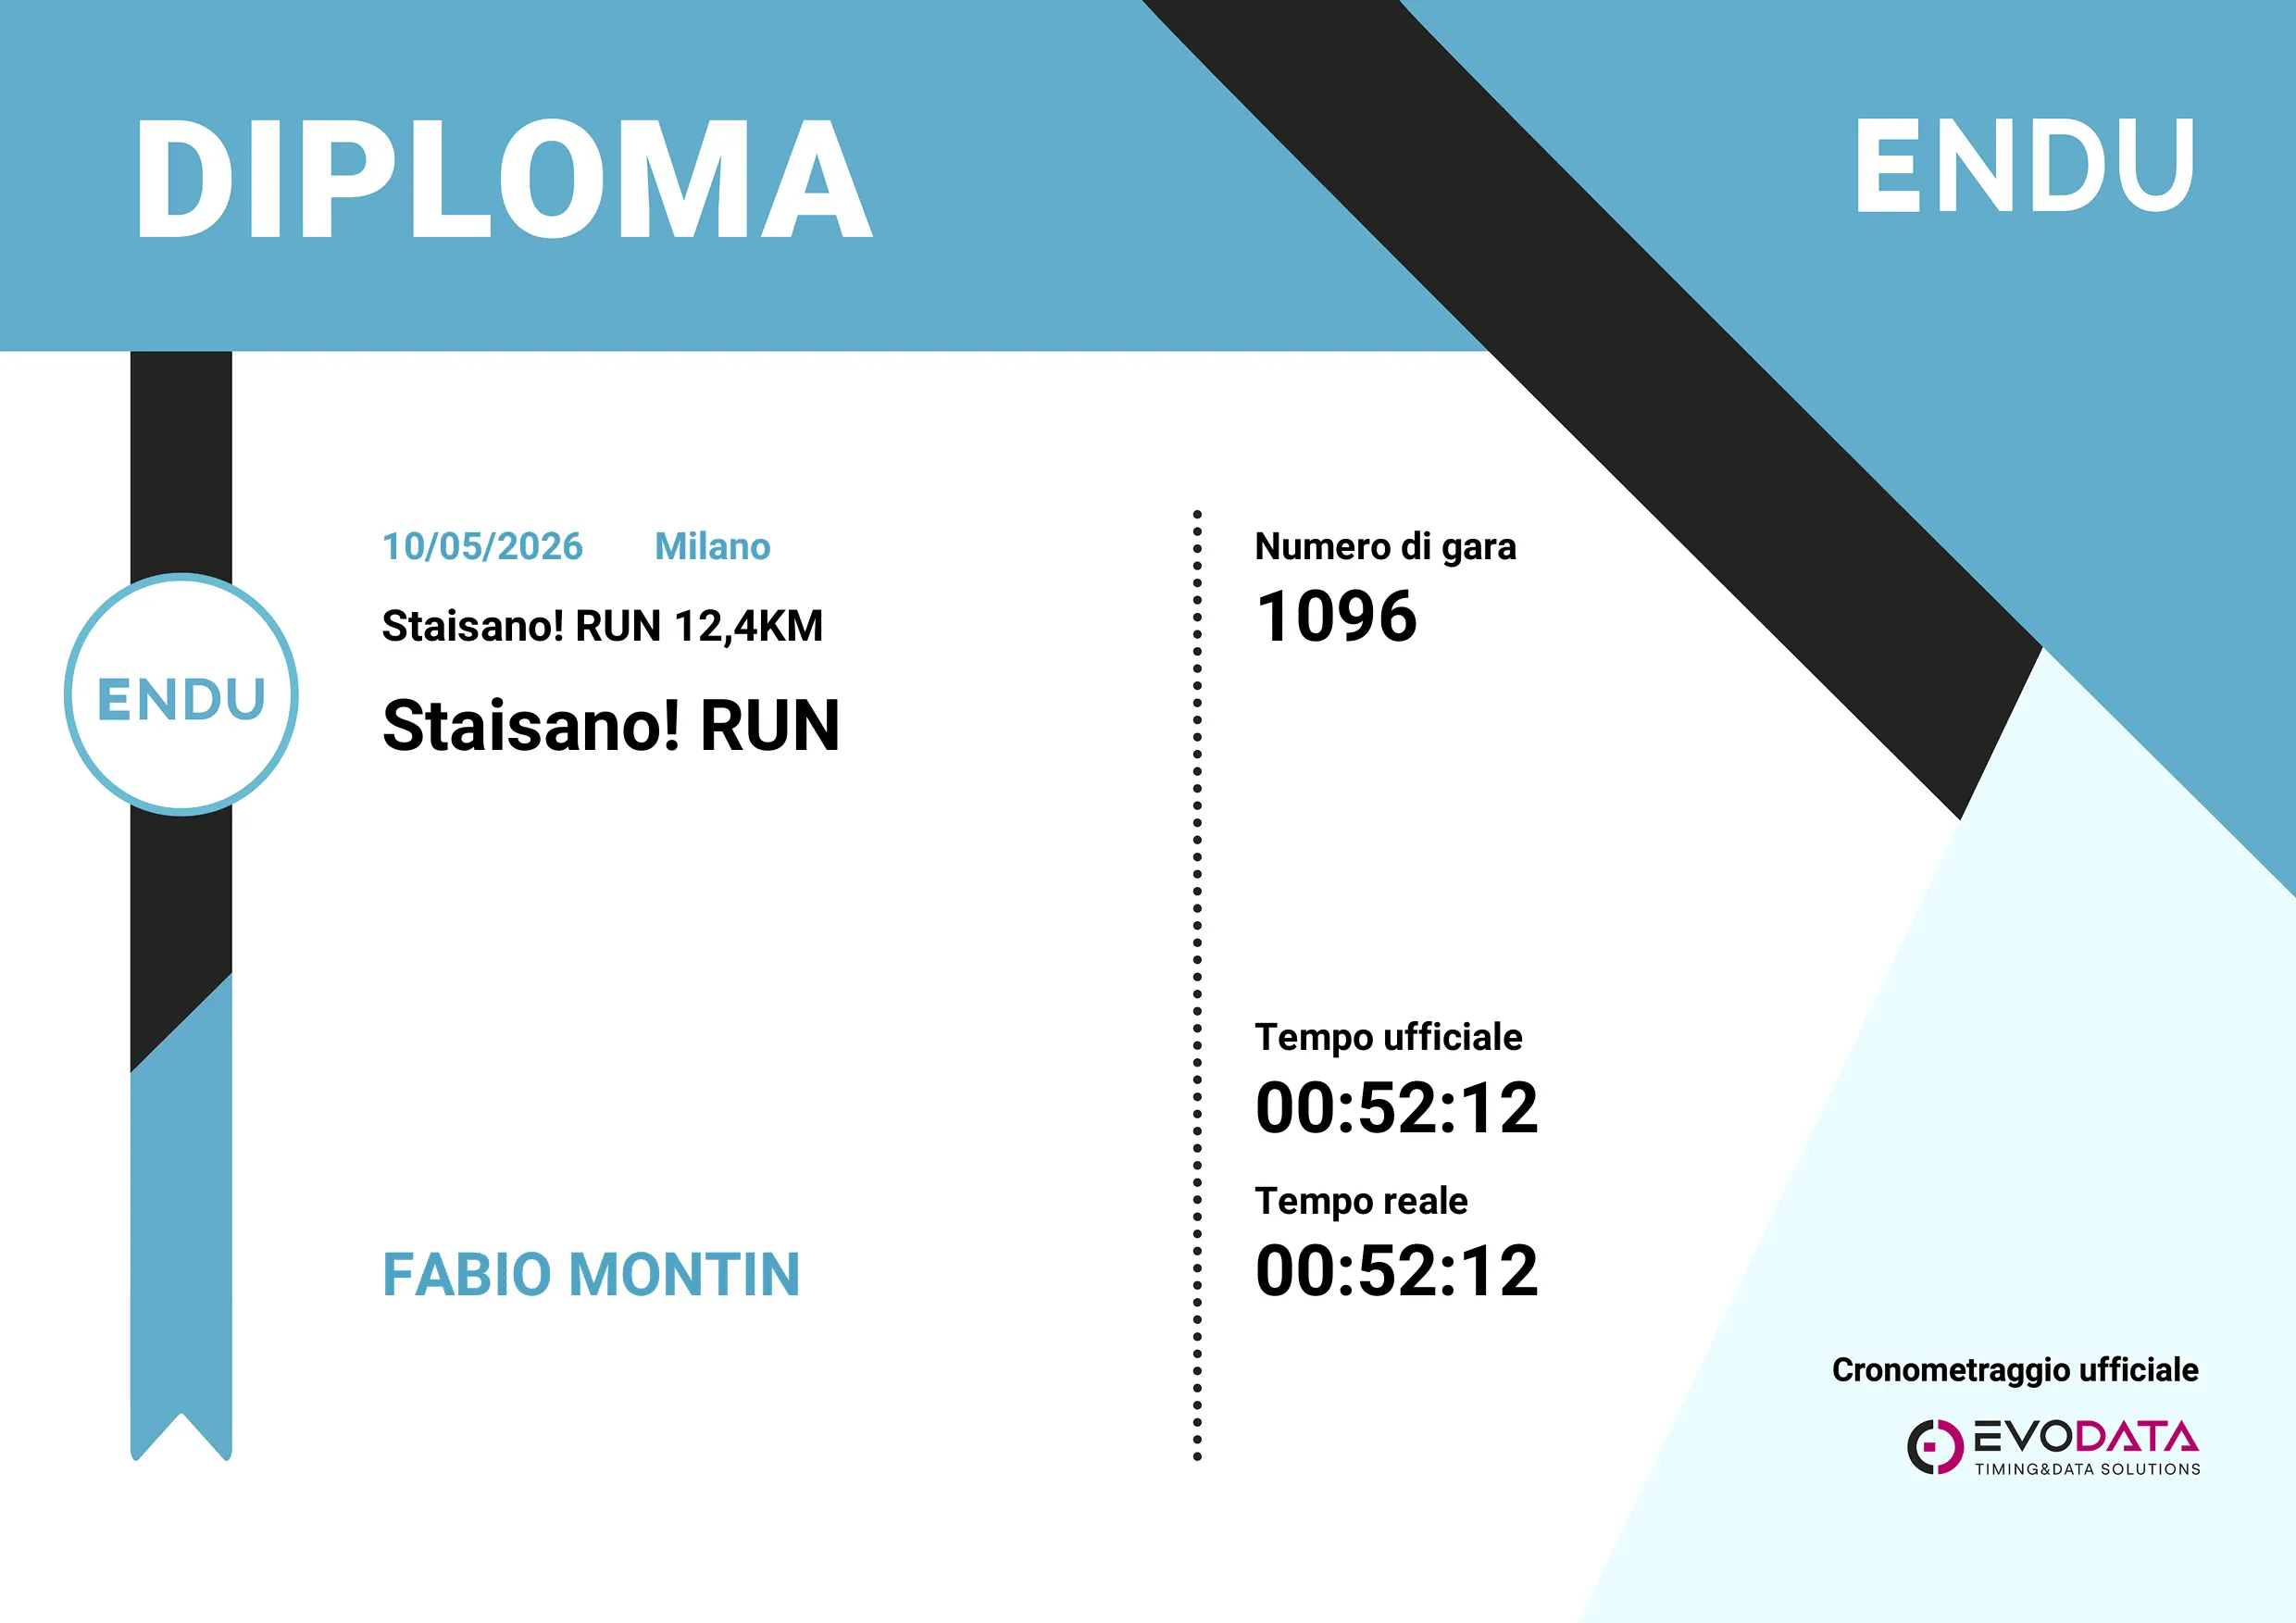 DIPLOMA
ENDU
ENDU
10/05/2026 Milano
Staisano! RUN 12,4KM
Staisano! RUN
FABIO MONTIN
Numero di gara
1096
Tempo ufficiale
00:52:12
Tempo reale
00:52:12
Cronometraggio ufficiale
EVODATA
TIMING&DATA SOLUTIONS